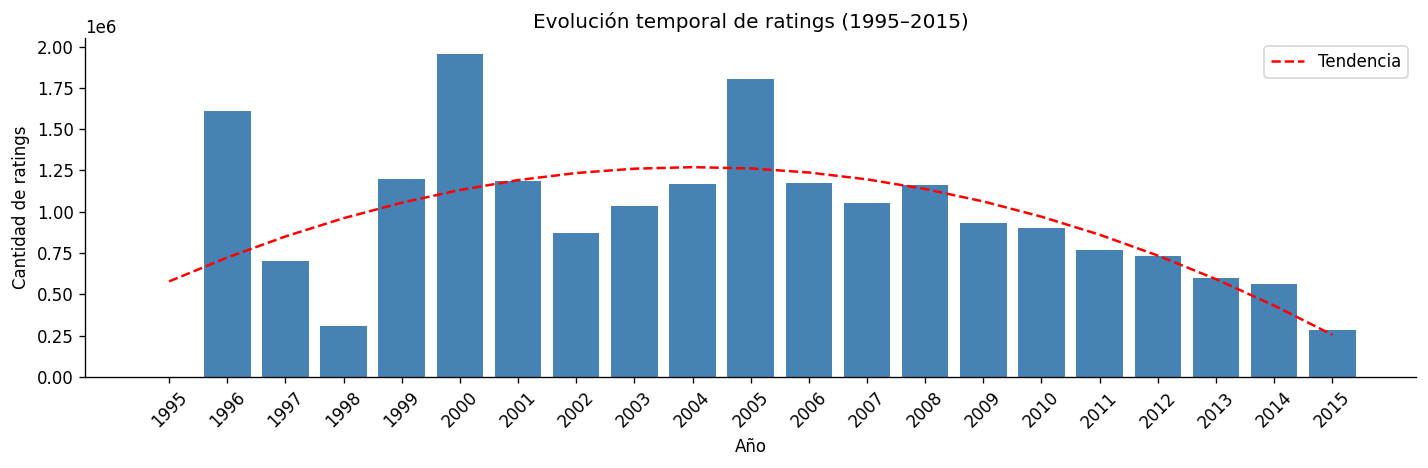 Evolución temporal de ratings (1995–2015)
1e6
2.00
1.75
1.50
1.25
1.00
0.75
0.50
0.25
0.00
Cantidad de ratings
Tendencia
1995 1996 1997 1998 1999 2000 2001 2002 2003 2004 2005 2006 2007 2008 2009 2010 2011 2012 2013 2014 2015
Año